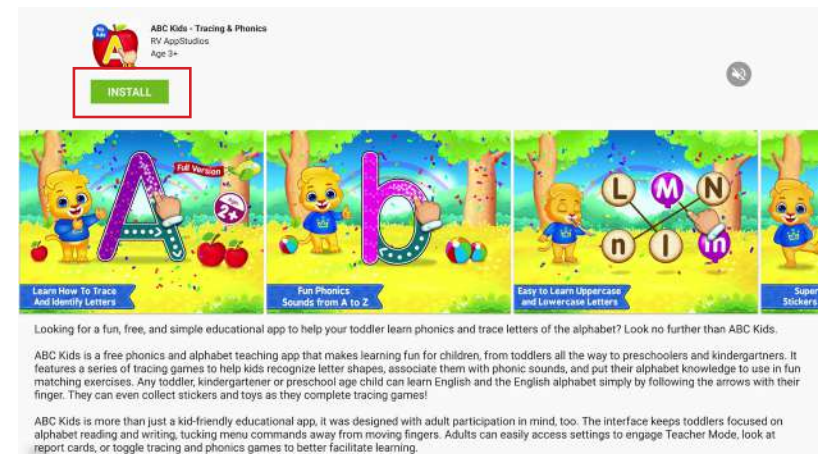 ABC Kids - Tracing & Phonics
RV AppStudios
Age 3+
INSTALL
A
Full Version
Ages
2+
Learn How To Trace
And Identify Letters
b
Fun Phonics
Sounds from A to Z
L M N
n l m
Easy to Learn Uppercase
and Lowercase Letters
Super
Stickers
Looking for a fun, free, and simple educational app to help your toddler learn phonics and trace letters of the alphabet? Look no further than ABC Kids.
ABC Kids is a free phonics and alphabet teaching app that makes learning fun for children, from toddlers all the way to preschoolers and kindergartners. It
features a series of tracing games to help kids recognize letter shapes, associate them with phonic sounds, and put their alphabet knowledge to use in fun
matching exercises. Any toddler, kindergartener or preschool age child can learn English and the English alphabet simply by following the arrows with their
finger. They can even collect stickers and toys as they complete tracing games!
ABC Kids is more than just a kid-friendly educational app, it was designed with adult participation in mind, too. The interface keeps toddlers focused on
alphabet reading and writing, tucking menu commands away from moving fingers. Adults can easily access settings to engage Teacher Mode, look at
report cards, or toggle tracing and phonics games to better facilitate learning.